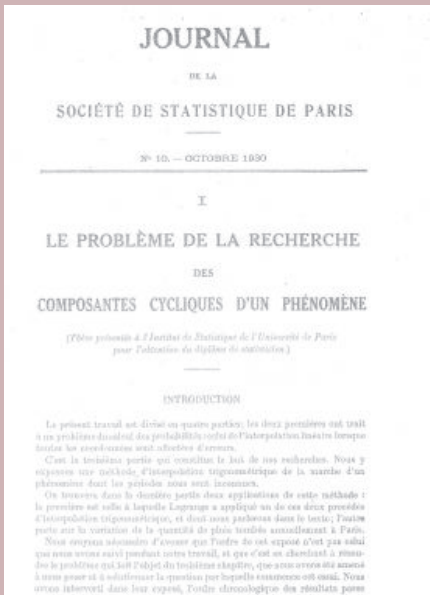 JOURNAL
DE LA
SOCIÉTÉ DE STATISTIQUE DE PARIS
N° 10. — OCTOBRE 1930
I
LE PROBLÈME DE LA RECHERCHE
DES
COMPOSANTES CYCLIQUES D'UN PHÉNOMÈNE
(Thèse présentée à l'Institut de Statistique de l'Université de Paris
pour l'obtention du diplôme de statisticien.)
INTRODUCTION
Le présent travail est divisé en quatre parties; les deux premières ont trait
à un problème de calcul des probabilités celui de l'interpolation linéaire lorsque
toutes les coordonnées sont affectées d'erreurs.
C'est la troisième partie qui constitue le but de nos recherches. Nous y
exposons une méthode d'interpolation trigonométrique de la marche d'un
phénomène dont les périodes nous sont inconnues.
On trouvera dans la dernière partie deux applications de cette méthode :
la première est celle à laquelle Lagrange a appliqué un de ces deux procédés
d'interpolation trigonométrique, et dont nous parlerons dans le texte; l'autre
porte sur la variation de la quantité de pluie tombée annuellement à Paris.
Nous croyons nécessaire d'avouer que l'ordre de cet exposé n'est pas celui
que nous avons suivi pendant notre travail, et que c'est en cherchant à résou-
dre le problème qui fait l'objet du troisième chapitre, que nous avons été amené
à nous poser et à solutionner la question par laquelle commence cet essai. Nous
avons interverti dans leur exposé, l'ordre chronologique des résultats parce